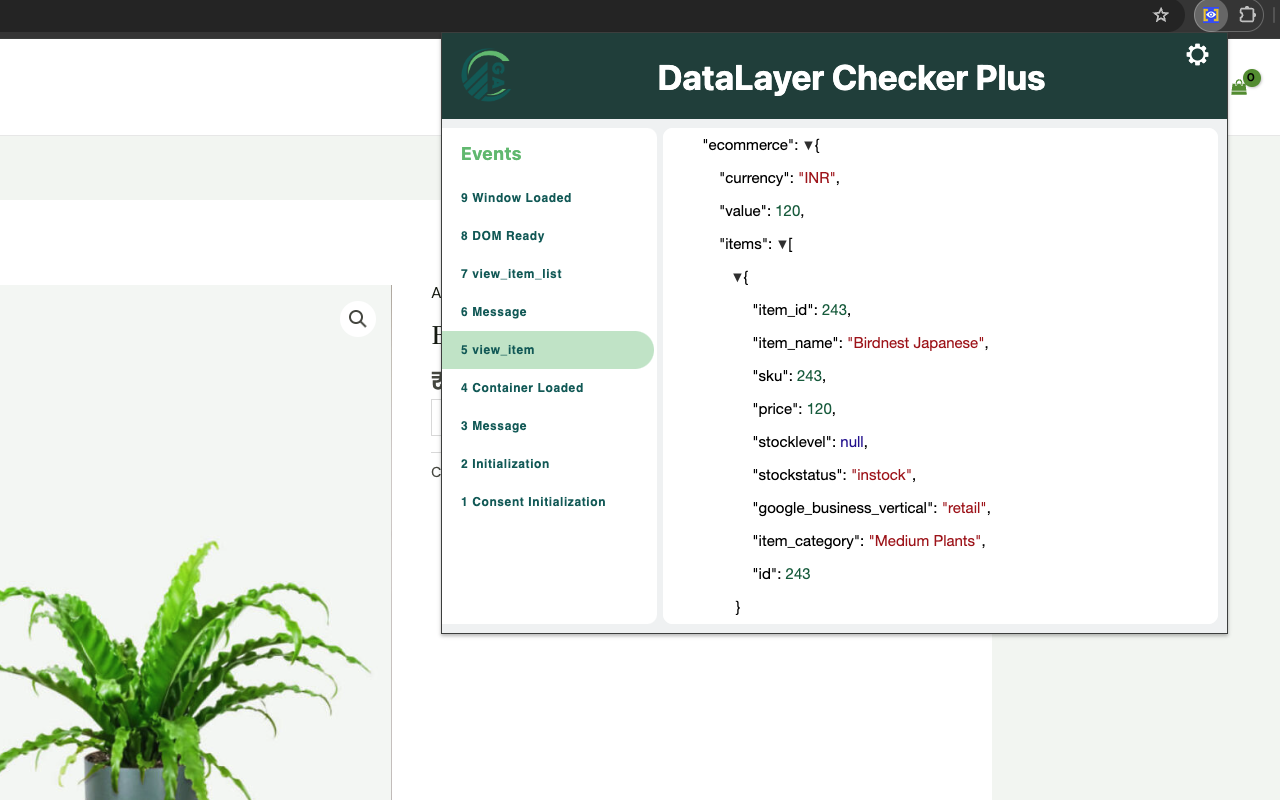 DataLayer Checker Plus
0
Events
9 Window Loaded
8 DOM Ready
7 view_item_list
6 Message
5 view_item
4 Container Loaded
3 Message
2 Initialization
1 Consent Initialization
"ecommerce": ▼{
"currency": "INR",
"value": 120,
"items": ▼[
▼{
"item_id": 243,
"item_name": "Birdnest Japanese",
"sku": 243,
"price": 120,
"stocklevel": null,
"stockstatus": "instock",
"google_business_vertical": "retail",
"item_category": "Medium Plants",
"id": 243
}